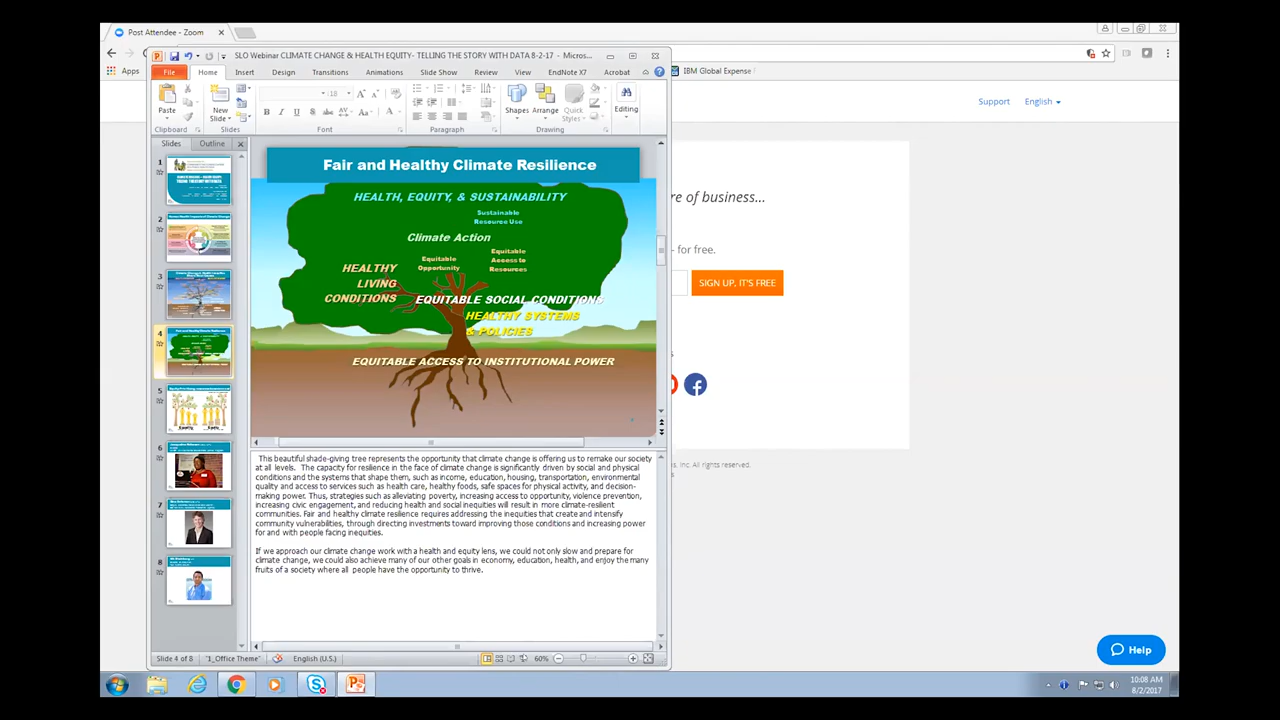 Post Attendee - Zoom
SLO Webinar CLIMATE CHANGE & HEALTH EQUITY- TELLING THE STORY WITH DATA 8-2-17 - Micros...
Apps
IBM Global Expense
File
Home
Insert
Design
Transitions
Animations
Slide Show
Review
View
EndNote X7
Acrobat
Support
English
Paste
New
Slide
Shapes
Arrange
Quick
Styles
Editing
Clipboard
Slides
Font
Paragraph
Drawing
Slides
Outline
1
2
3
4
5
6
7
8
Fair and Healthy Climate Resilience
HEALTH, EQUITY, & SUSTAINABILITY
Sustainable
Resource Use
Climate Action
Equitable
Opportunity
Equitable
Access to
Resources
HEALTHY
LIVING
CONDITIONS
EQUITABLE SOCIAL CONDITIONS
HEALTHY SYSTEMS
& POLICIES
EQUITABLE ACCESS TO INSTITUTIONAL POWER
re of business...
- for free.
SIGN UP, IT'S FREE
s, Inc. All rights reserved.
This beautiful shade-giving tree represents the opportunity that climate change is offering us to remake our society
at all levels. The capacity for resilience in the face of climate change is significantly driven by social and physical
conditions and the systems that shape them, such as income, education, housing, transportation, environmental
quality and access to services such as health care, healthy foods, safe spaces for physical activity, and decision-
making power. Thus, strategies such as alleviating poverty, increasing access to opportunity, violence prevention,
increasing civic engagement, and reducing health and social inequities will result in more climate-resilient
communities. Fair and healthy climate resilience requires addressing the inequities that create and intensify
community vulnerabilities, through directing investments toward improving those conditions and increasing power
for and with people facing inequities.
If we approach our climate change work with a health and equity lens, we could not only slow and prepare for
climate change, we could also achieve many of our other goals in economy, education, health, and enjoy the many
fruits of a society where all people have the opportunity to thrive.
Slide 4 of 8
"1_Office Theme"
English (U.S.)
60%
Help
10:08 AM
8/2/2017